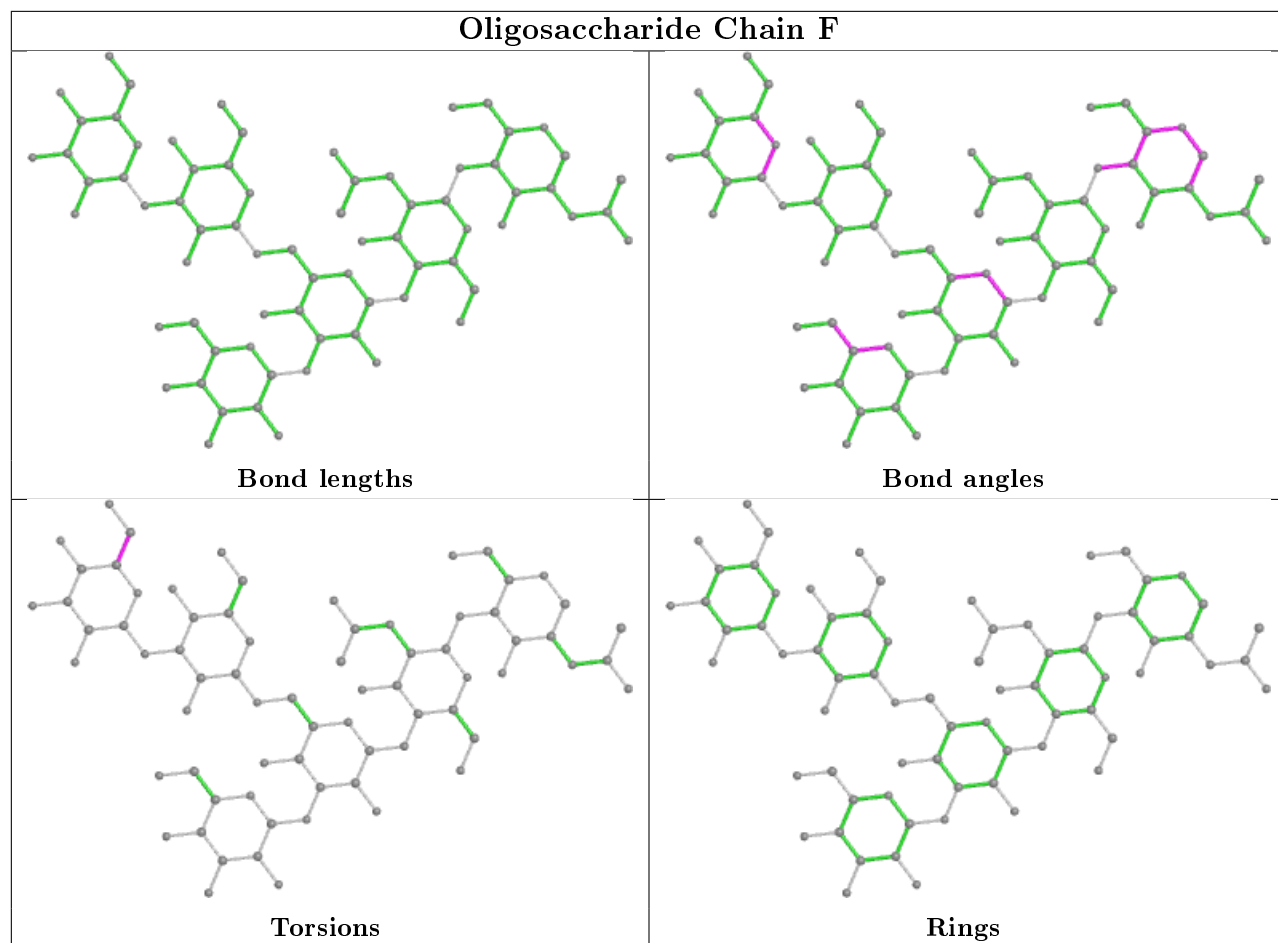 Oligosaccharide Chain F
Bond lengths
Bond angles
Torsions
Rings